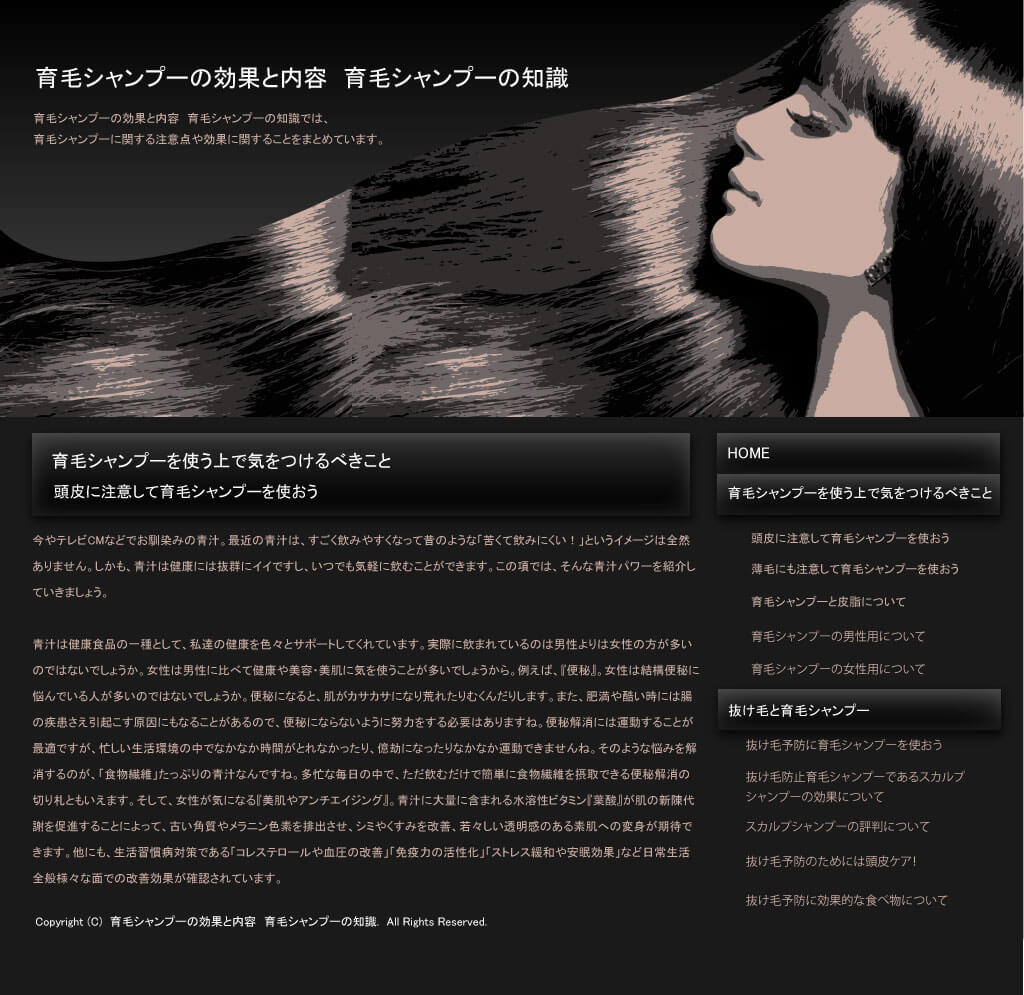 育毛シャンプーの効果と内容　育毛シャンプーの知識
育毛シャンプーの効果と内容　育毛シャンプーの知識では、
育毛シャンプーに関する注意点や効果に関することをまとめています。
育毛シャンプーを使う上で気をつけるべきこと
頭皮に注意して育毛シャンプーを使おう
今やテレビCMなどでお馴染みの青汁。最近の青汁は、すごく飲みやすくなって昔のような「苦くて飲みにくい！」というイメージは全然
ありません。しかも、青汁は健康には抜群にイイですし、いつでも気軽に飲むことができます。この項では、そんな青汁パワーを紹介し
ていきましょう。
青汁は健康食品の一種として、私達の健康を色々とサポートしてくれています。実際に飲まれているのは男性よりは女性の方が多い
のではないでしょうか。女性は男性に比べて健康や美容・美肌に気を使うことが多いでしょうから。例えば、『便秘』。女性は結構便秘に
悩んでいる人が多いのではないでしょうか。便秘になると、肌がカサカサになり荒れたりむくんだりします。また、肥満や酷い時には腸
の疾患さえ引起こす原因にもなることがあるので、便秘にならないように努力をする必要はありますね。便秘解消には運動することが
最適ですが、忙しい生活環境の中でなかなか時間がとれなかったり、億劫になったりなかなか運動できませんね。そのような悩みを解
消するのが、「食物繊維」たっぷりの青汁なんですね。多忙な毎日の中で、ただ飲むだけで簡単に食物繊維を摂取できる便秘解消の
切り札ともいえます。そして、女性が気になる『美肌やアンチエイジング』。青汁に大量に含まれる水溶性ビタミン『葉酸』が肌の新陳代
謝を促進することによって、古い角質やメラニン色素を排出させ、シミやくすみを改善、若々しい透明感のある素肌への変身が期待で
きます。他にも、生活習慣病対策である「コレステロールや血圧の改善」「免疫力の活性化」「ストレス緩和や安眠効果」など日常生活
全般様々な面での改善効果が確認されています。
Copyright (C) 育毛シャンプーの効果と内容　育毛シャンプーの知識. All Rights Reserved.
HOME
育毛シャンプーを使う上で気をつけるべきこと
頭皮に注意して育毛シャンプーを使おう
薄毛にも注意して育毛シャンプーを使おう
育毛シャンプーと皮脂について
育毛シャンプーの男性用について
育毛シャンプーの女性用について
抜け毛と育毛シャンプー
抜け毛予防に育毛シャンプーを使おう
抜け毛防止育毛シャンプーであるスカルプ
シャンプーの効果について
スカルプシャンプーの評判について
抜け毛予防のためには頭皮ケア！
抜け毛予防に効果的な食べ物について